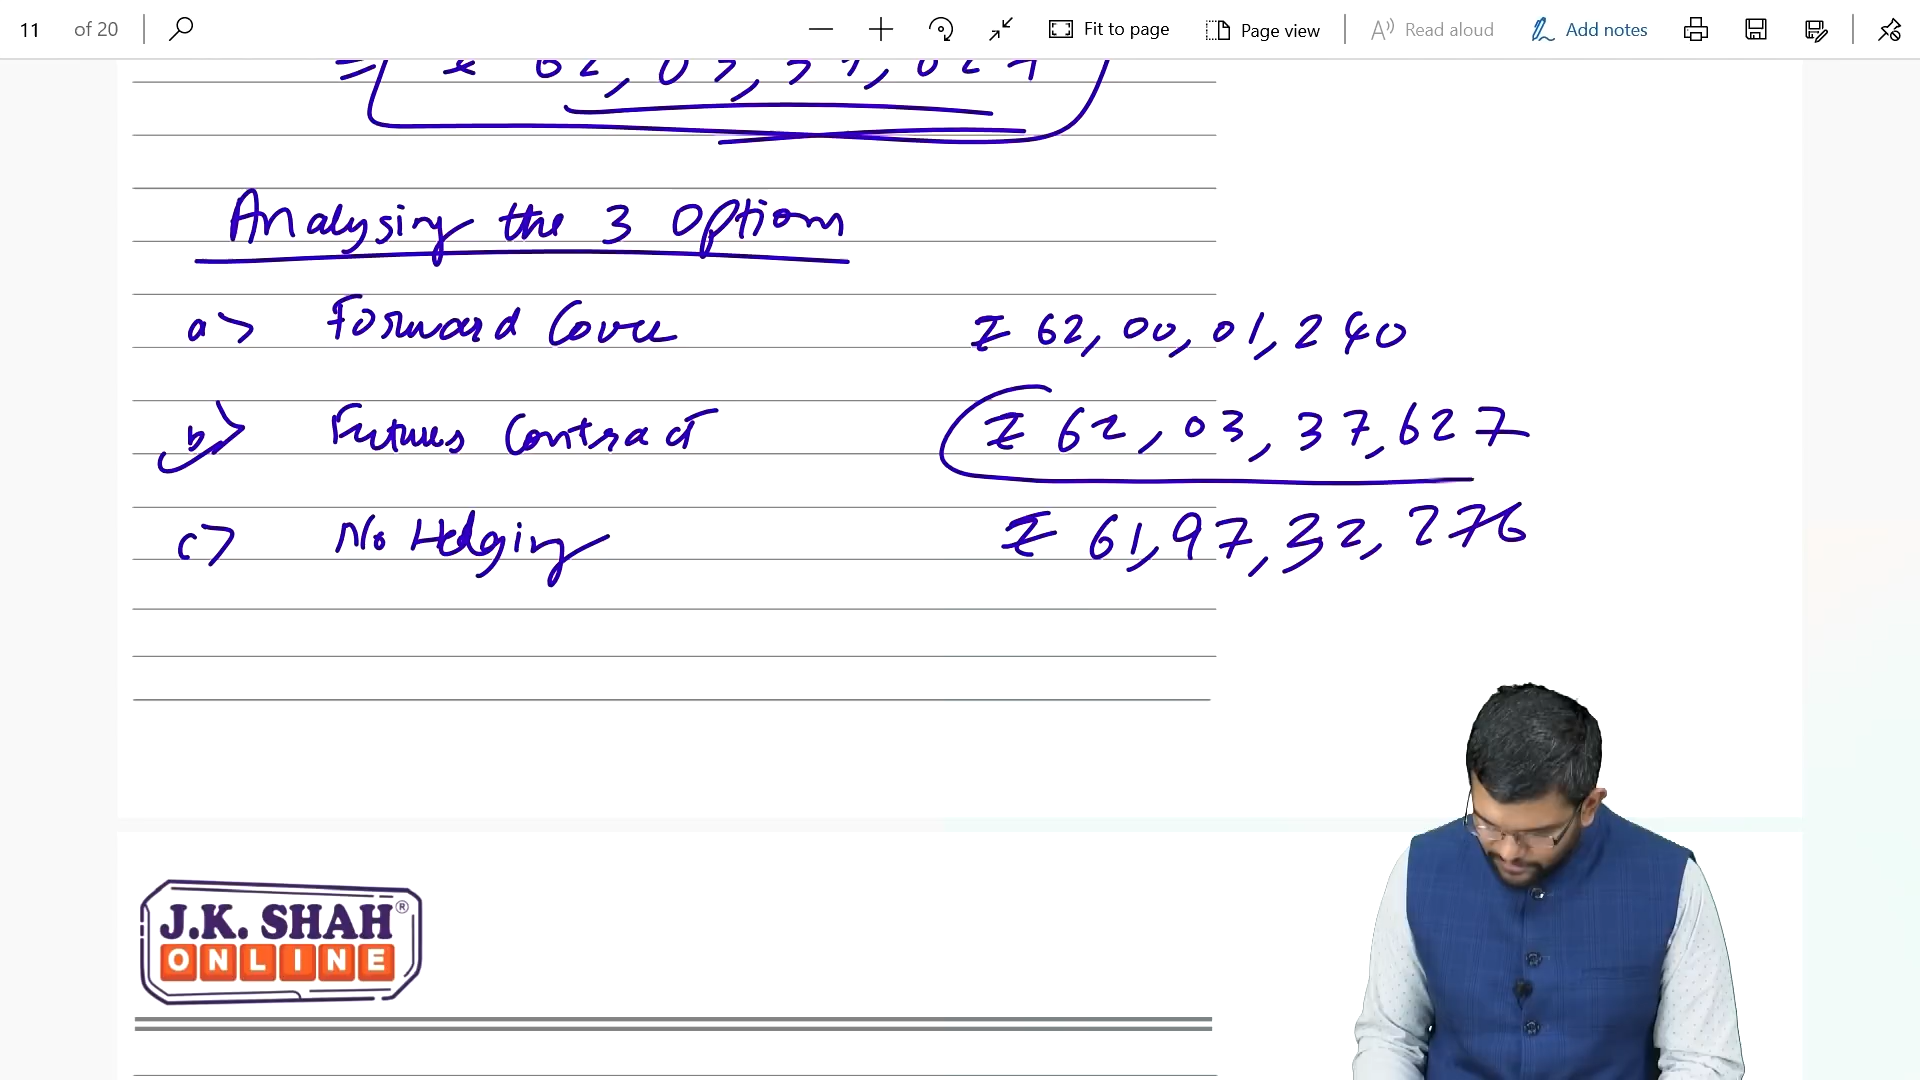 11 of 20 Fit to page Page view Read aloud Add notes
Analysing the 3 Options
a> Forward Cover ₹ 62,00,01,240
b> Futures Contract ₹ 62,03,37,627
c> No Hedging ₹ 61,97,32,276
J.K. SHAH®
ONLINE